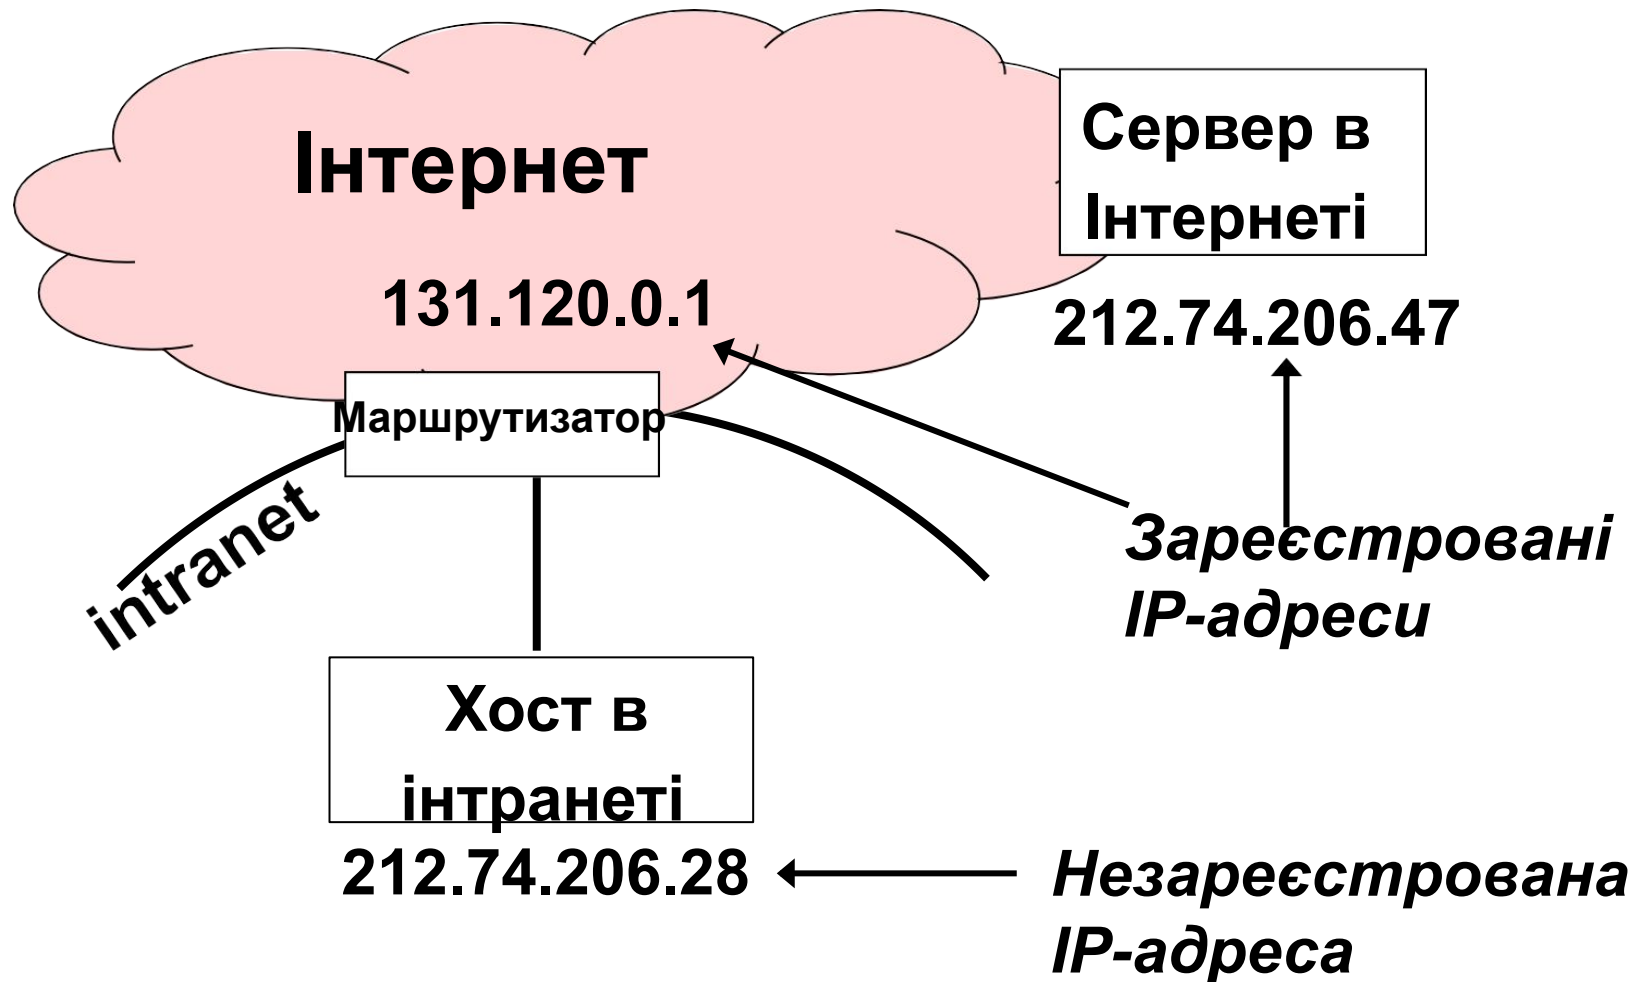 Інтернет
Сервер в
Інтернеті
131.120.0.1
212.74.206.47
Маршрутизатор
intranet
Зареєстровані
IP-адреси
Хост в
інтранеті
212.74.206.28
Незареєстрована
IP-адреса